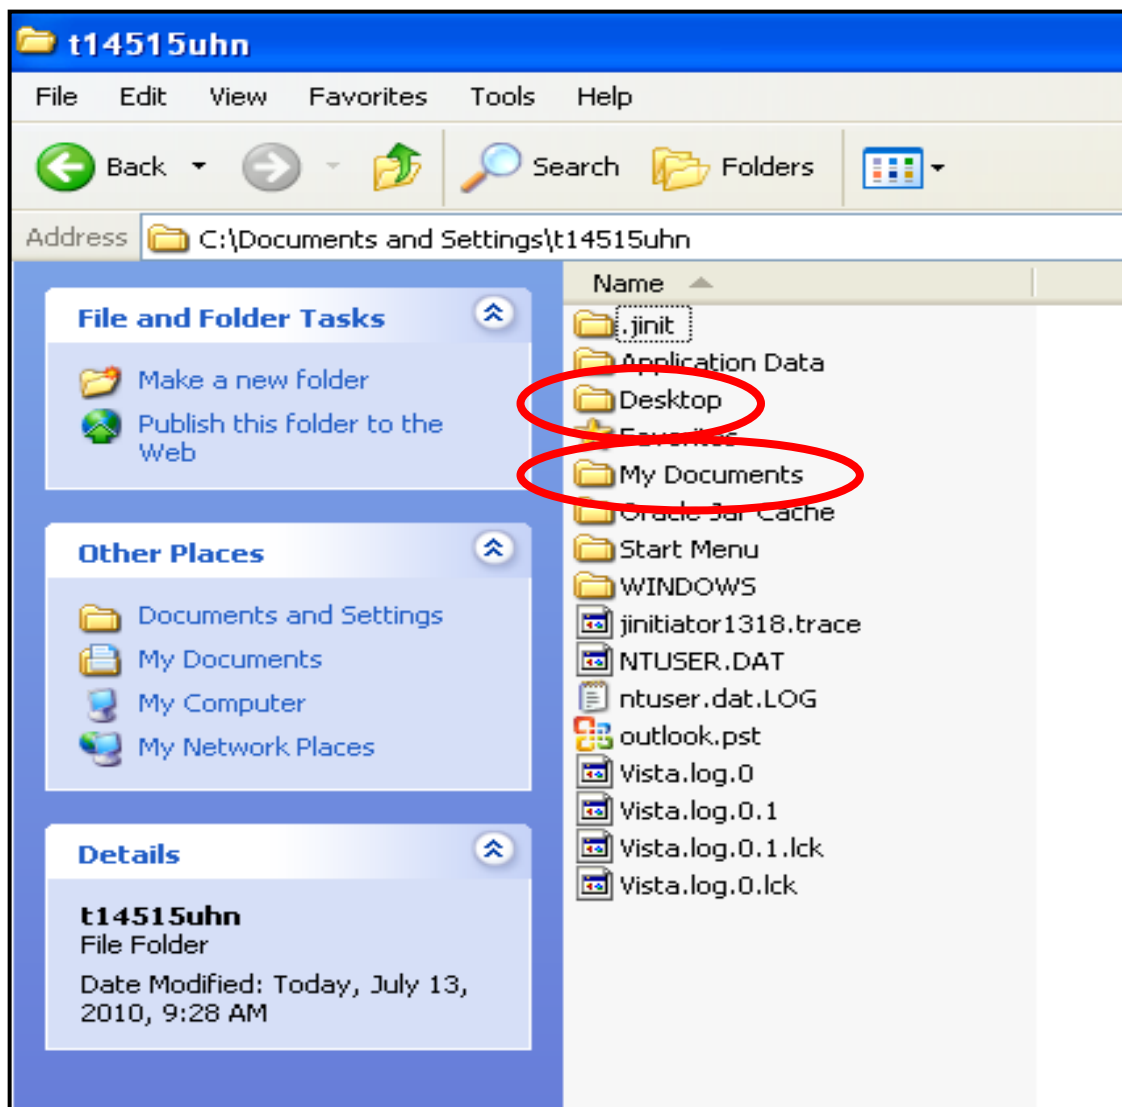 t14515uhn
File Edit View Favorites Tools Help
Back Search Folders
Address C:\Documents and Settings\t14515uhn
File and Folder Tasks
Make a new folder
Publish this folder to the
Web
Other Places
Documents and Settings
My Documents
My Computer
My Network Places
Details
t14515uhn
File Folder
Date Modified: Today, July 13,
2010, 9:28 AM
Name
.jinit
Application Data
Desktop
Favorites
My Documents
Oracle Jar Cache
Start Menu
WINDOWS
jinitiator1318.trace
NTUSER.DAT
ntuser.dat.LOG
outlook.pst
Vista.log.0
Vista.log.0.1
Vista.log.0.1.lck
Vista.log.0.lck